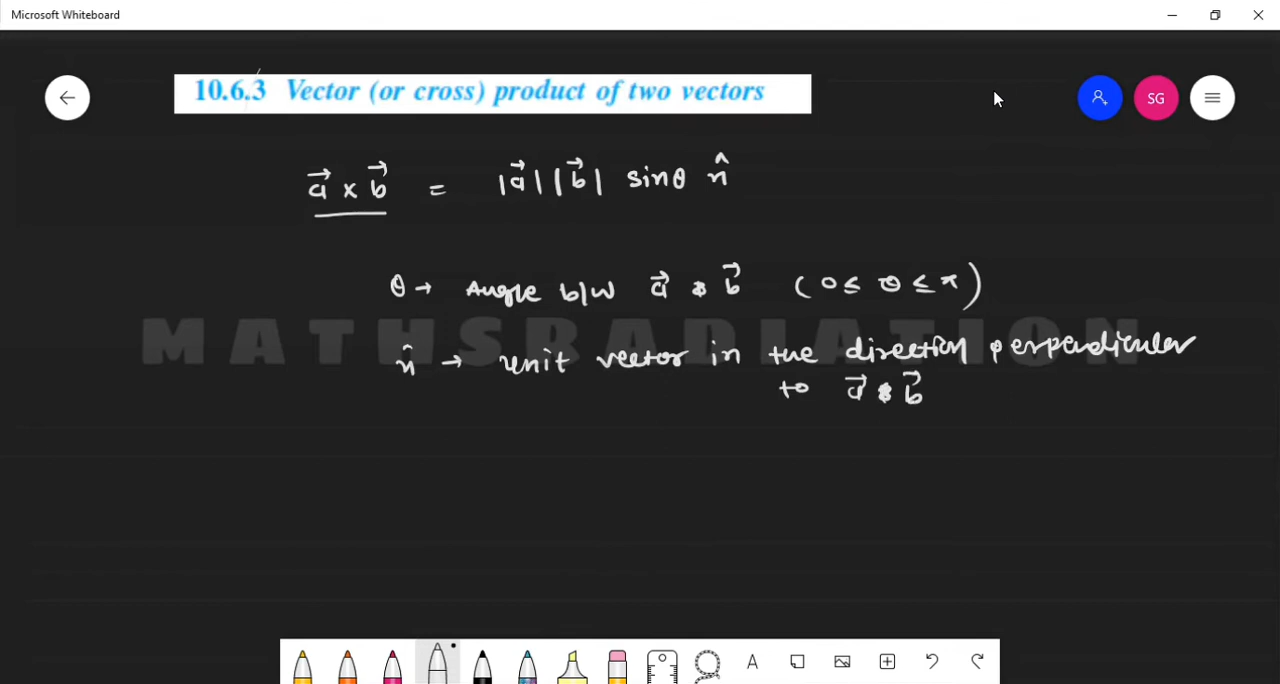 Microsoft Whiteboard
10.6.3 Vector (or cross) product of two vectors
SG
a⃗ × b⃗ = |a⃗| |b⃗| sinθ n̂
θ → Angle b/w a⃗ & b⃗ (0 ≤ θ ≤ π)
MATHSRADIATION
n̂ → unit vector in the direction perpendicular
to a⃗ & b⃗
A